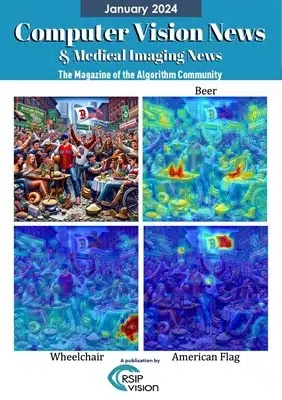 January 2024
Computer Vision News
& Medical Imaging News
The Magazine of the Algorithm Community
Beer
Wheelchair
American Flag
A publication by
RSIP
vision